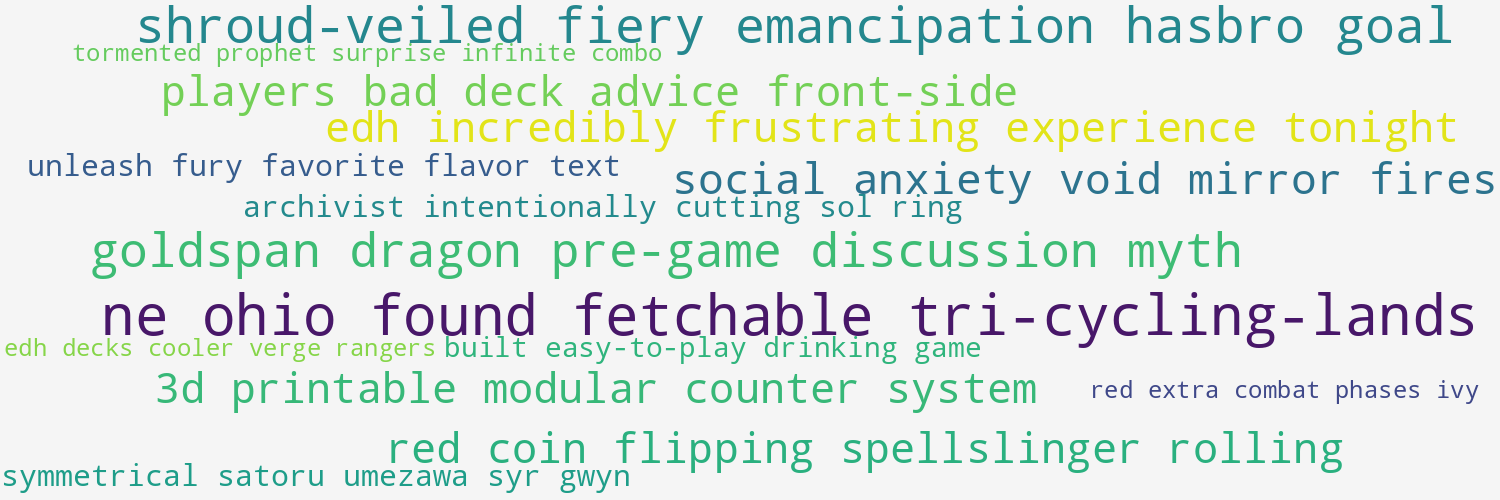 shroud-veiled fiery emancipation hasbro goal
tormented prophet surprise infinite combo
players bad deck advice front-side
edh incredibly frustrating experience tonight
unleash fury favorite flavor text
social anxiety void mirror fires
archivist intentionally cutting sol ring
goldspan dragon pre-game discussion myth
ne ohio found fetchable tri-cycling-lands
edh decks cooler verge rangers
built easy-to-play drinking game
3d printable modular counter system
red extra combat phases ivy
red coin flipping spellslinger rolling
symmetrical satoru umezawa syr gwyn